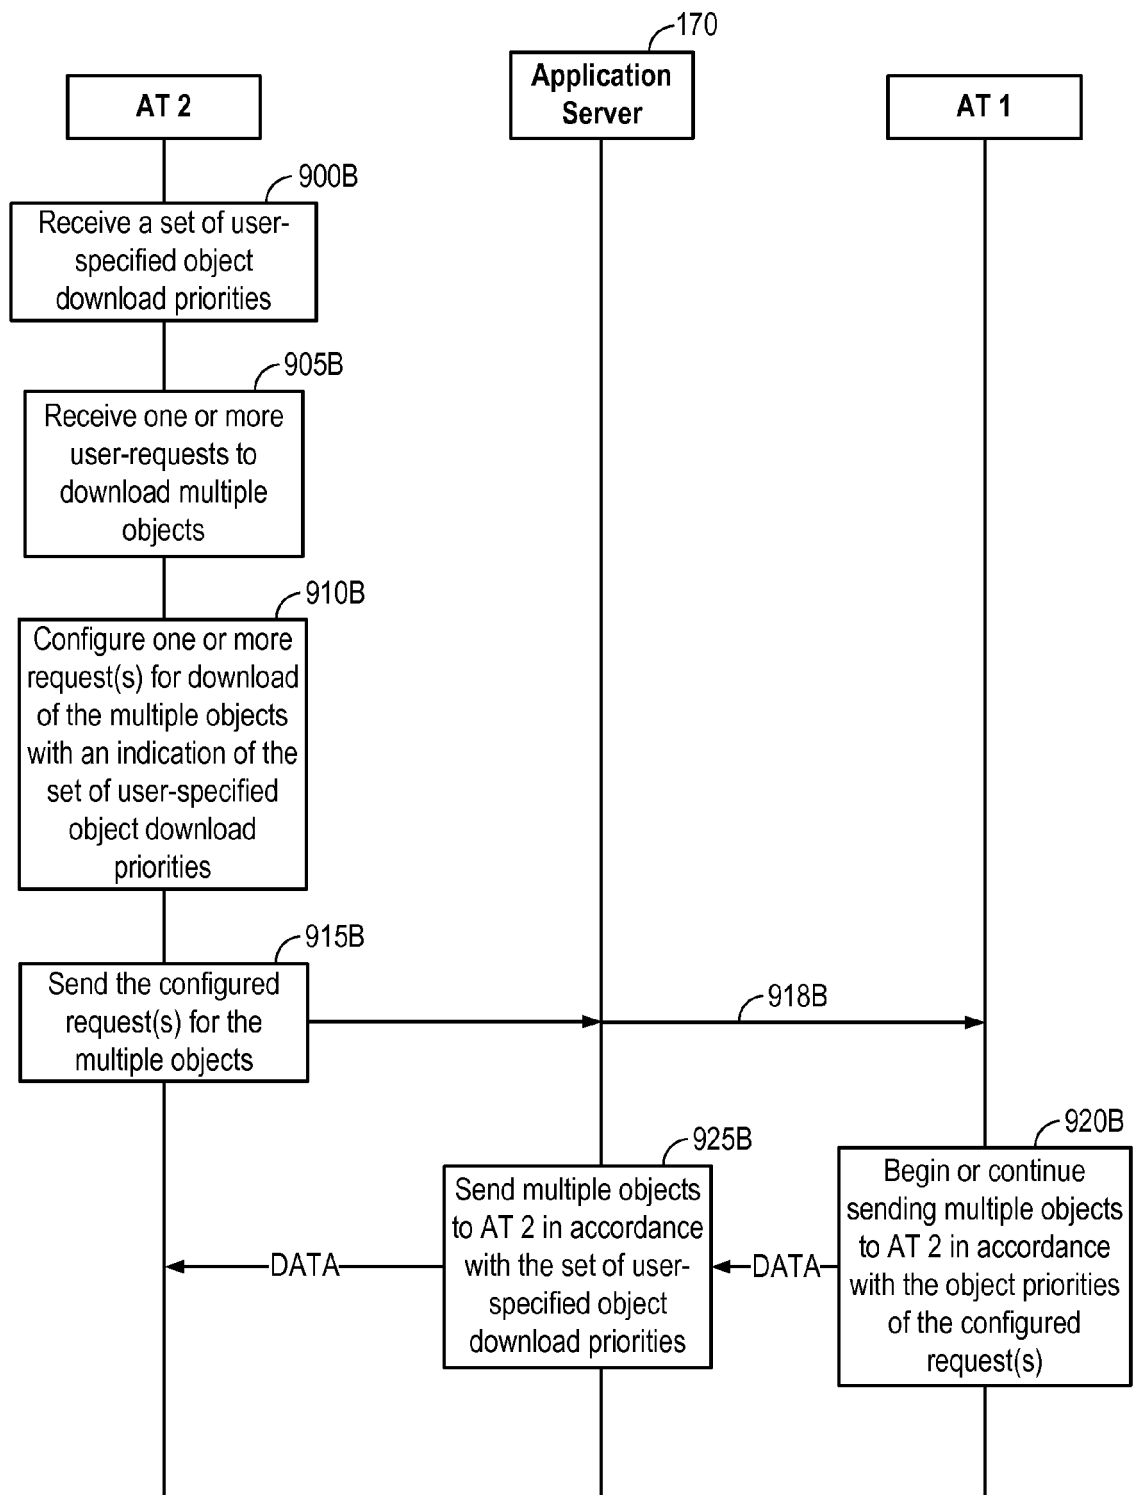 170
AT 2
Application
Server
AT 1
900B
Receive a set of user-
specified object
download priorities
905B
Receive one or more
user-requests to
download multiple
objects
910B
Configure one or more
request(s) for download
of the multiple objects
with an indication of the
set of user-specified
object download
priorities
915B
Send the configured
request(s) for the
multiple objects
918B
920B
Begin or continue
sending multiple objects
to AT 2 in accordance
with the object priorities
of the configured
request(s)
DATA
925B
Send multiple objects
to AT 2 in accordance
with the set of user-
specified object
download priorities
DATA